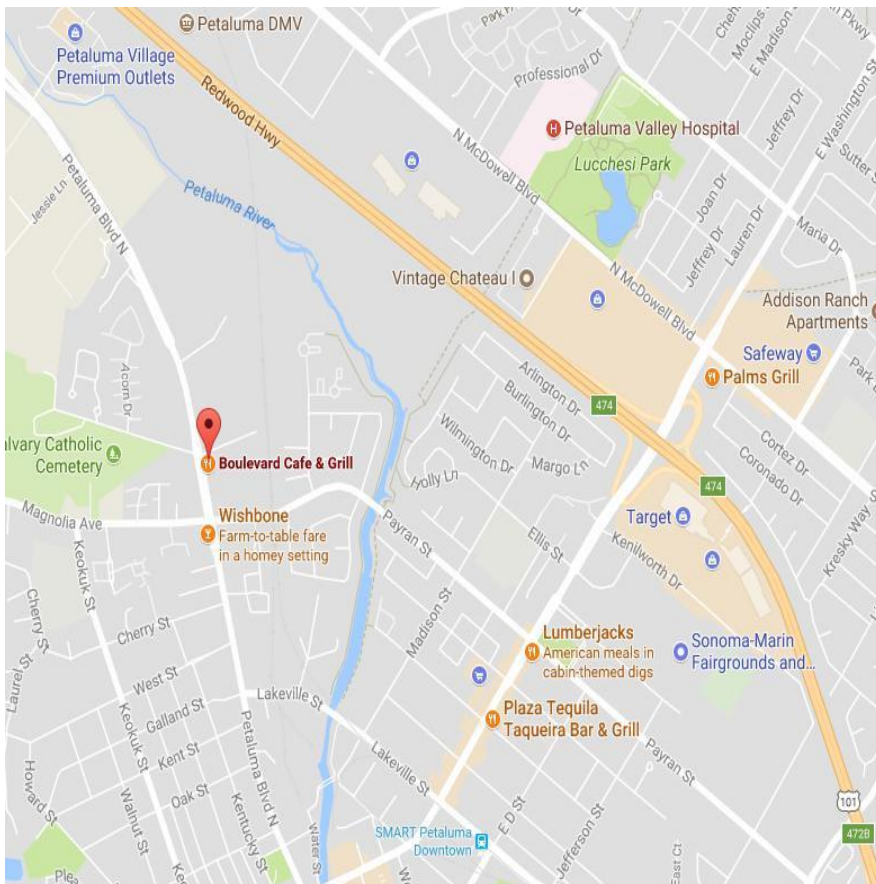 Petaluma DMV
Petaluma Village
Premium Outlets
Redwood Hwy
Professional Dr
E Madison St
Pkwy
E Washington St
Jeffrey Dr
N McDowell Blvd
Petaluma Valley Hospital
Lucchesi Park
Sutter S
Jessie Ln
Petaluma Blvd N
Petaluma River
Joan Dr
Jeffrey Dr
Lauren Dr
Maria Dr
Vintage Chateau I
N McDowell Blvd
Addison Ranch
Apartments
Safeway
Palms Grill
Park
Acorn Dr
Arlington Dr
Burlington Dr
474
Wilmington Dr
Margo Ln
Holly Ln
Cortez Dr
Coronado Dr
alvary Catholic
Cemetery
Boulevard Cafe & Grill
474
Magnolia Ave
Wishbone
Farm-to-table fare
in a homey setting
Payran St
Ellis St
Target
Kenilworth Dr
Kresky Way
Keokuk St
Cherry St
Cherry St
Madison St
Lumberjacks
American meals in
cabin-themed digs
Sonoma-Marin
Fairgrounds and...
Laurel St
West St
Lakeville St
Galland St
Keokuk St
Plaza Tequila
Taqueira Bar & Grill
Petaluma Blvd N
Kent St
Lakeville St
Payran St
Howard St
Walnut St
Oak St
Kentucky St
Water St
E D St
Jefferson St
101
SMART Petaluma
Downtown
East Ct
472B
Plea
We